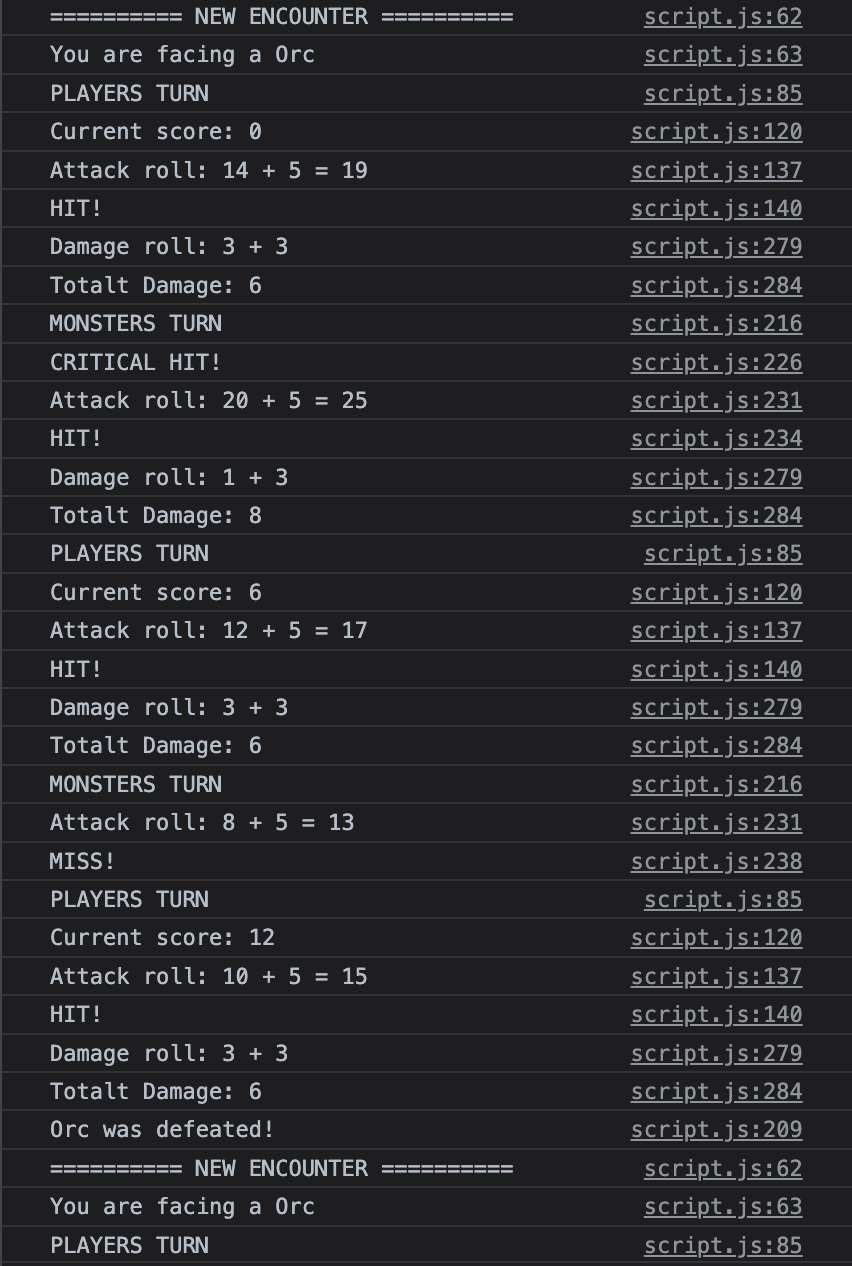 ========== NEW ENCOUNTER ========== script.js:62
You are facing a Orc script.js:63
PLAYERS TURN script.js:85
Current score: 0 script.js:120
Attack roll: 14 + 5 = 19 script.js:137
HIT! script.js:140
Damage roll: 3 + 3 script.js:279
Totalt Damage: 6 script.js:284
MONSTERS TURN script.js:216
CRITICAL HIT! script.js:226
Attack roll: 20 + 5 = 25 script.js:231
HIT! script.js:234
Damage roll: 1 + 3 script.js:279
Totalt Damage: 8 script.js:284
PLAYERS TURN script.js:85
Current score: 6 script.js:120
Attack roll: 12 + 5 = 17 script.js:137
HIT! script.js:140
Damage roll: 3 + 3 script.js:279
Totalt Damage: 6 script.js:284
MONSTERS TURN script.js:216
Attack roll: 8 + 5 = 13 script.js:231
MISS! script.js:238
PLAYERS TURN script.js:85
Current score: 12 script.js:120
Attack roll: 10 + 5 = 15 script.js:137
HIT! script.js:140
Damage roll: 3 + 3 script.js:279
Totalt Damage: 6 script.js:284
Orc was defeated! script.js:209
========== NEW ENCOUNTER ========== script.js:62
You are facing a Orc script.js:63
PLAYERS TURN script.js:85